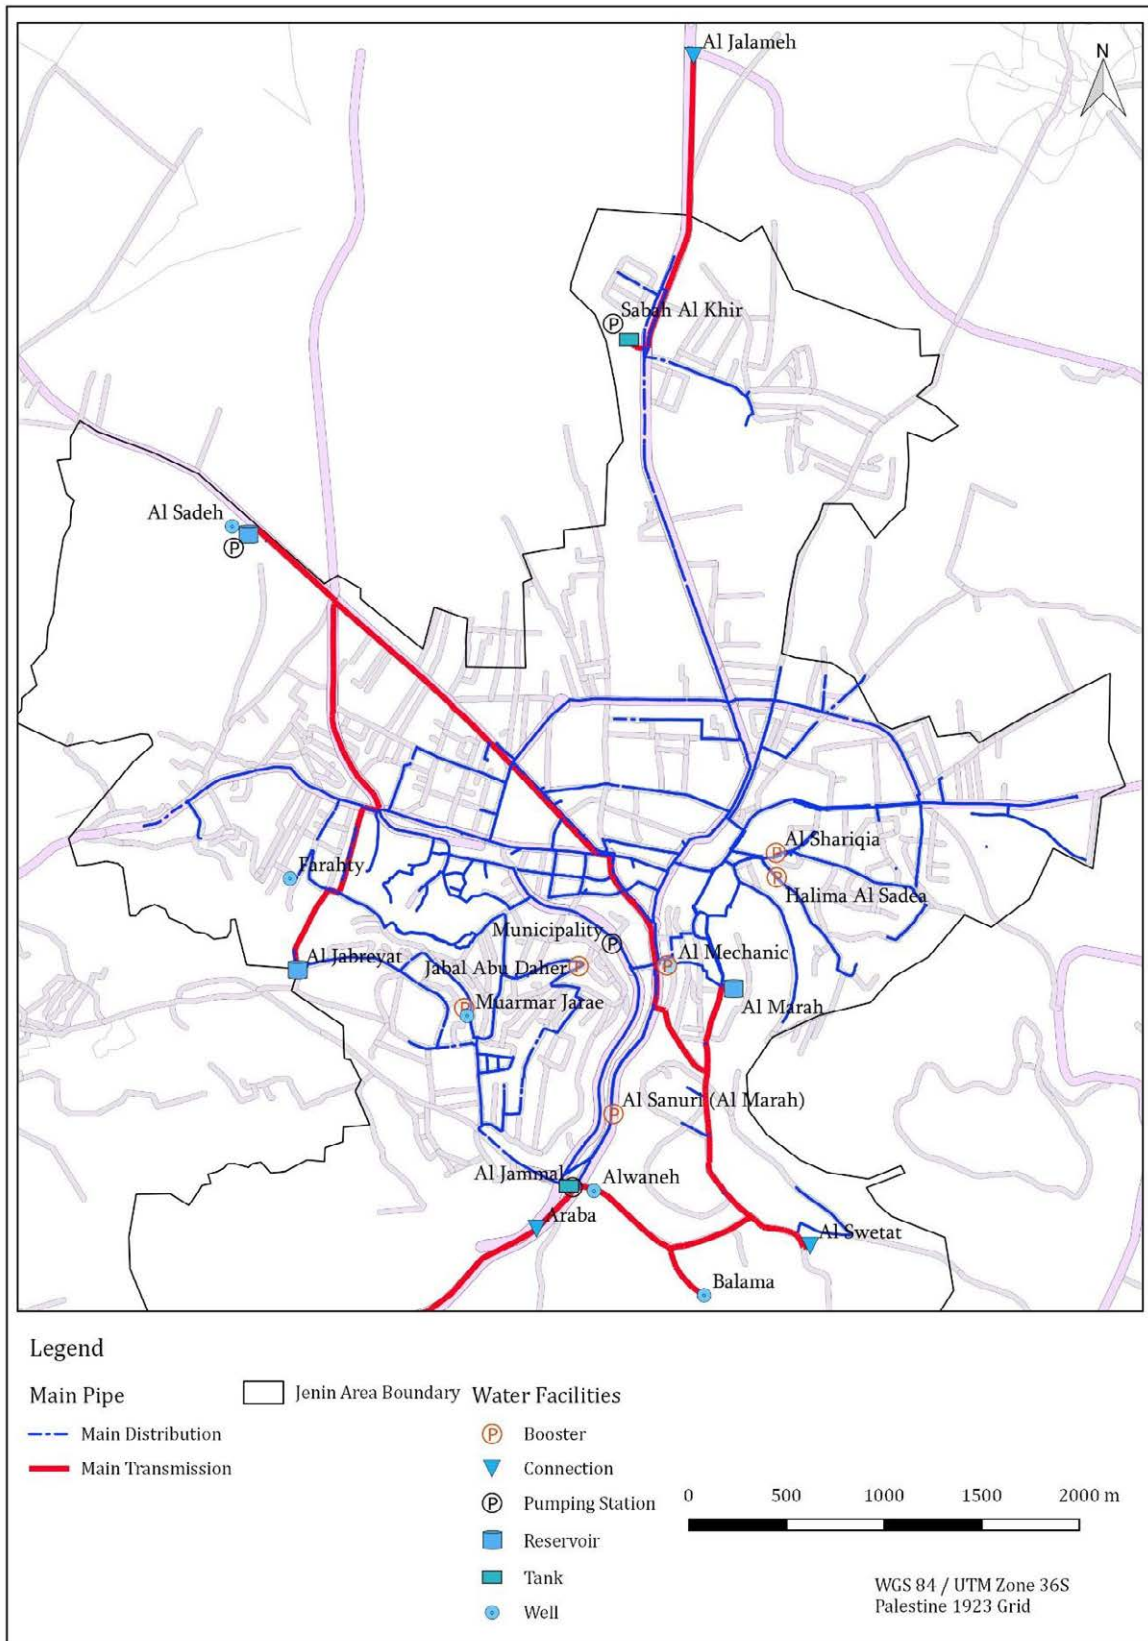 Al Jalameh
N
Sabah Al Khir
P
Al Sadeh
P
Al Shariqia
P
Farahty
P
Halima Al Sadea
Municipality
P
Al Mechanic
P
Al Jabreyat
Jabal Abu Daher
P
Muarmar Jarae
P
Al Marah
Al Sanuri (Al Marah)
P
Al Jammal
Alwaneh
Araba
Al Swetat
Balama
Legend
Main Pipe
Jenin Area Boundary
Water Facilities
Main Distribution
P
Booster
Main Transmission
Connection
P
Pumping Station
0 500 1000 1500 2000 m
Reservoir
Tank
WGS 84 / UTM Zone 36S
Palestine 1923 Grid
Well